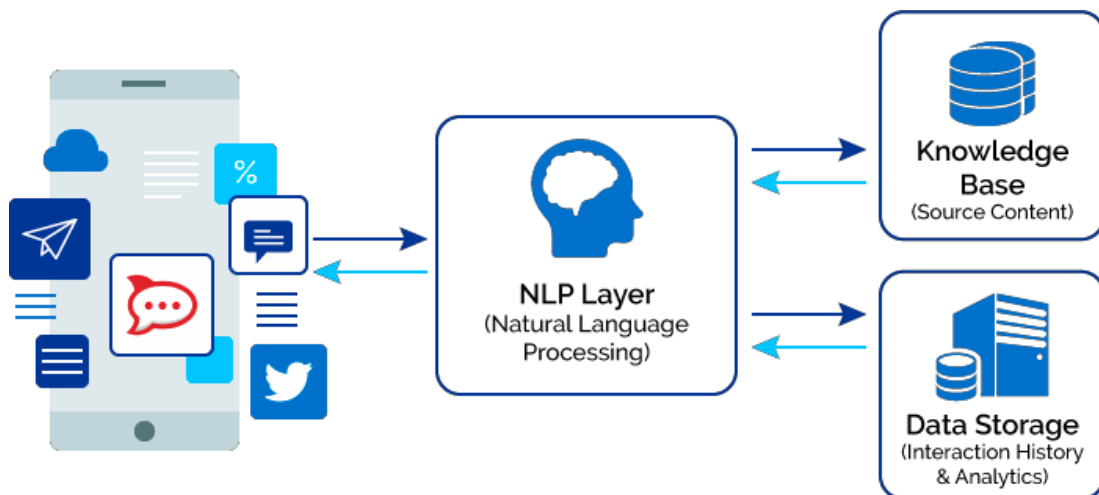 %
NLP Layer
(Natural Language
Processing)
Knowledge
Base
(Source Content)
Data Storage
(Interaction History
& Analytics)